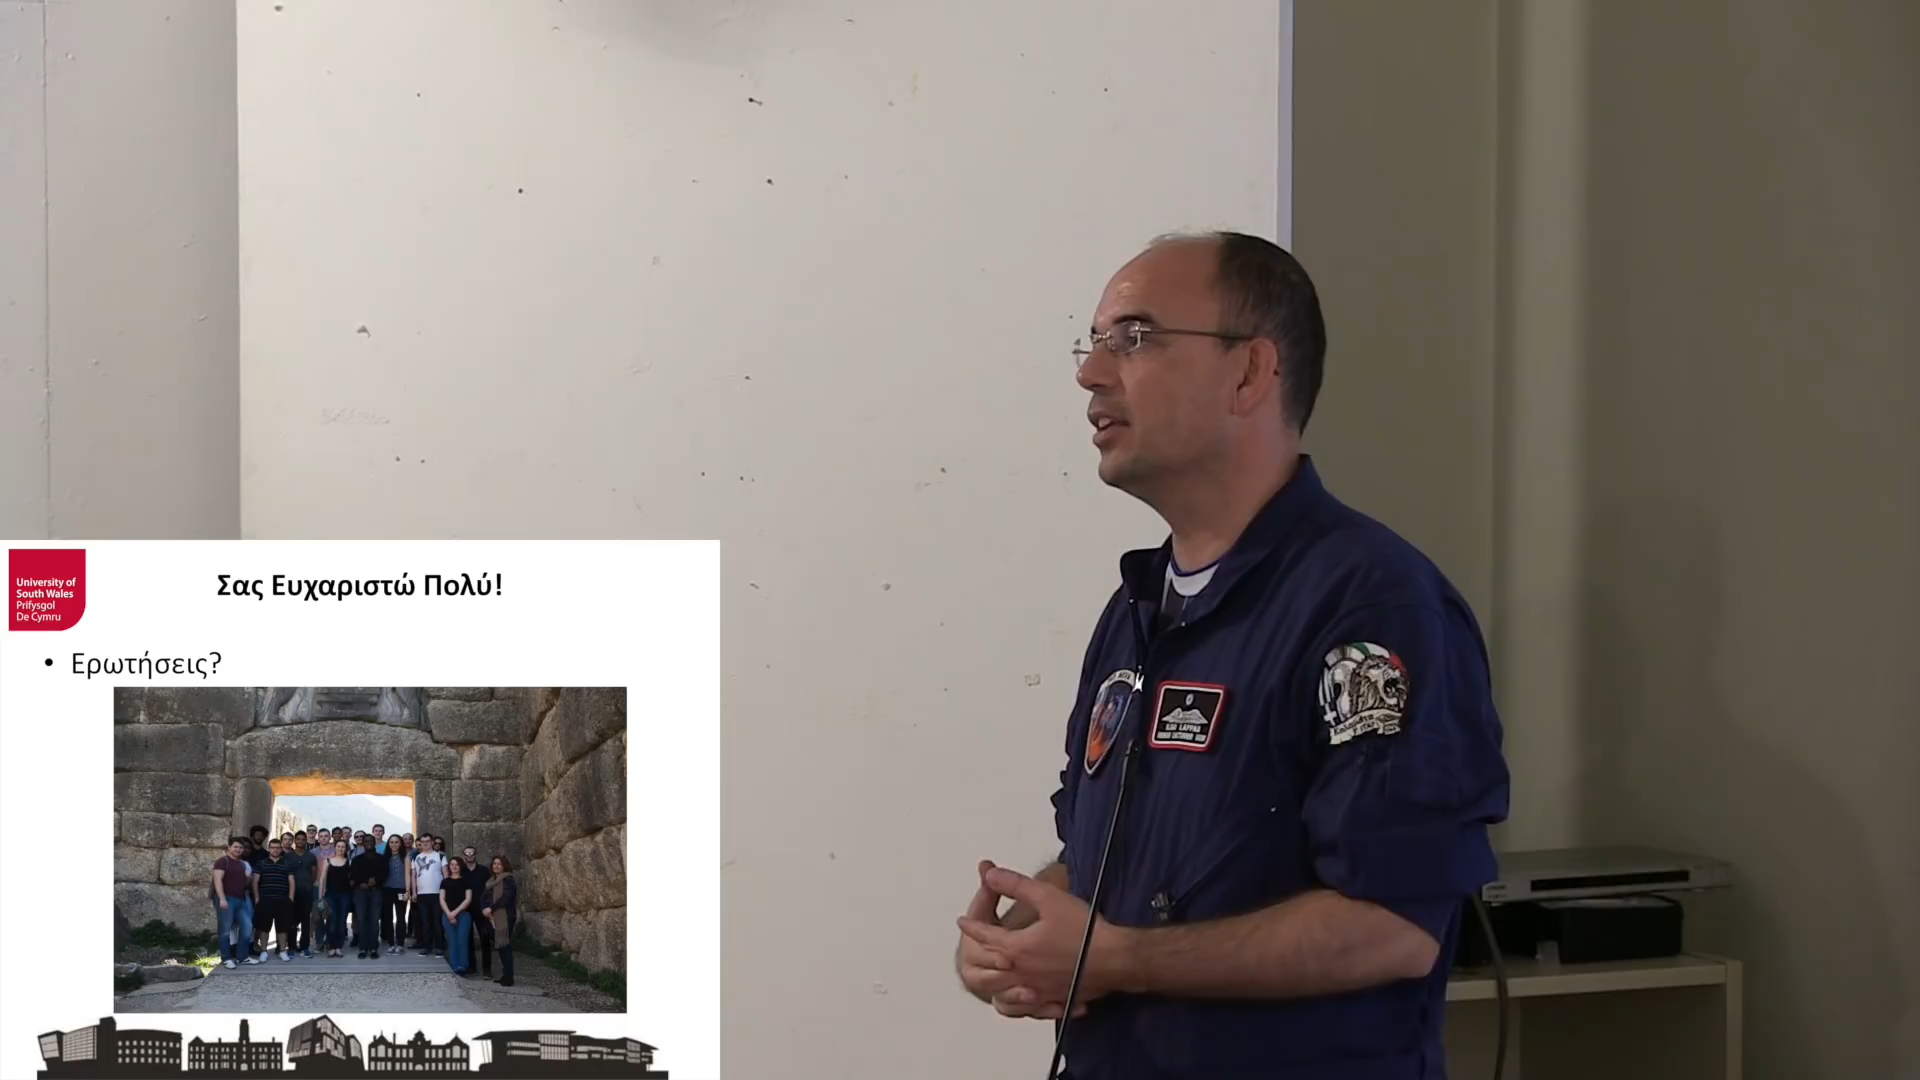 University of
South Wales
Prifysgol
De Cymru
Σας Ευχαριστώ Πολύ!
• Ερωτήσεις?